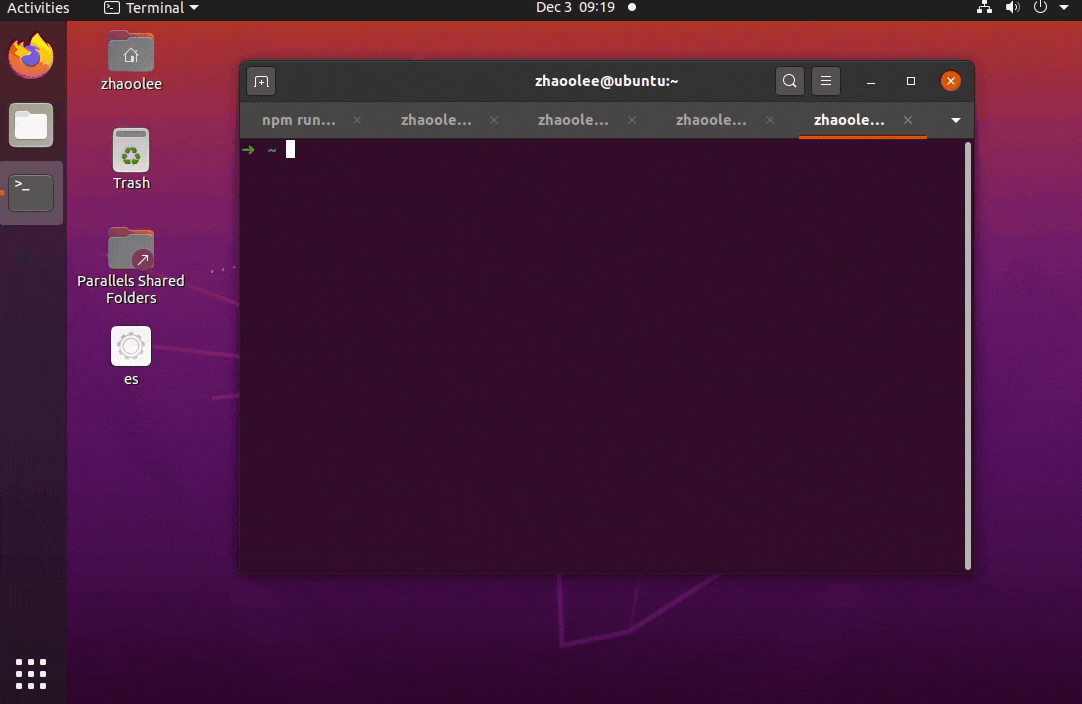 Activities
Terminal
Dec 3 09:19
zhaoolee
Trash
Parallels Shared
Folders
es
zhaoolee@ubuntu:~
npm run...
zhaoole...
zhaoole...
zhaoole...
zhaoole...
➜ ~